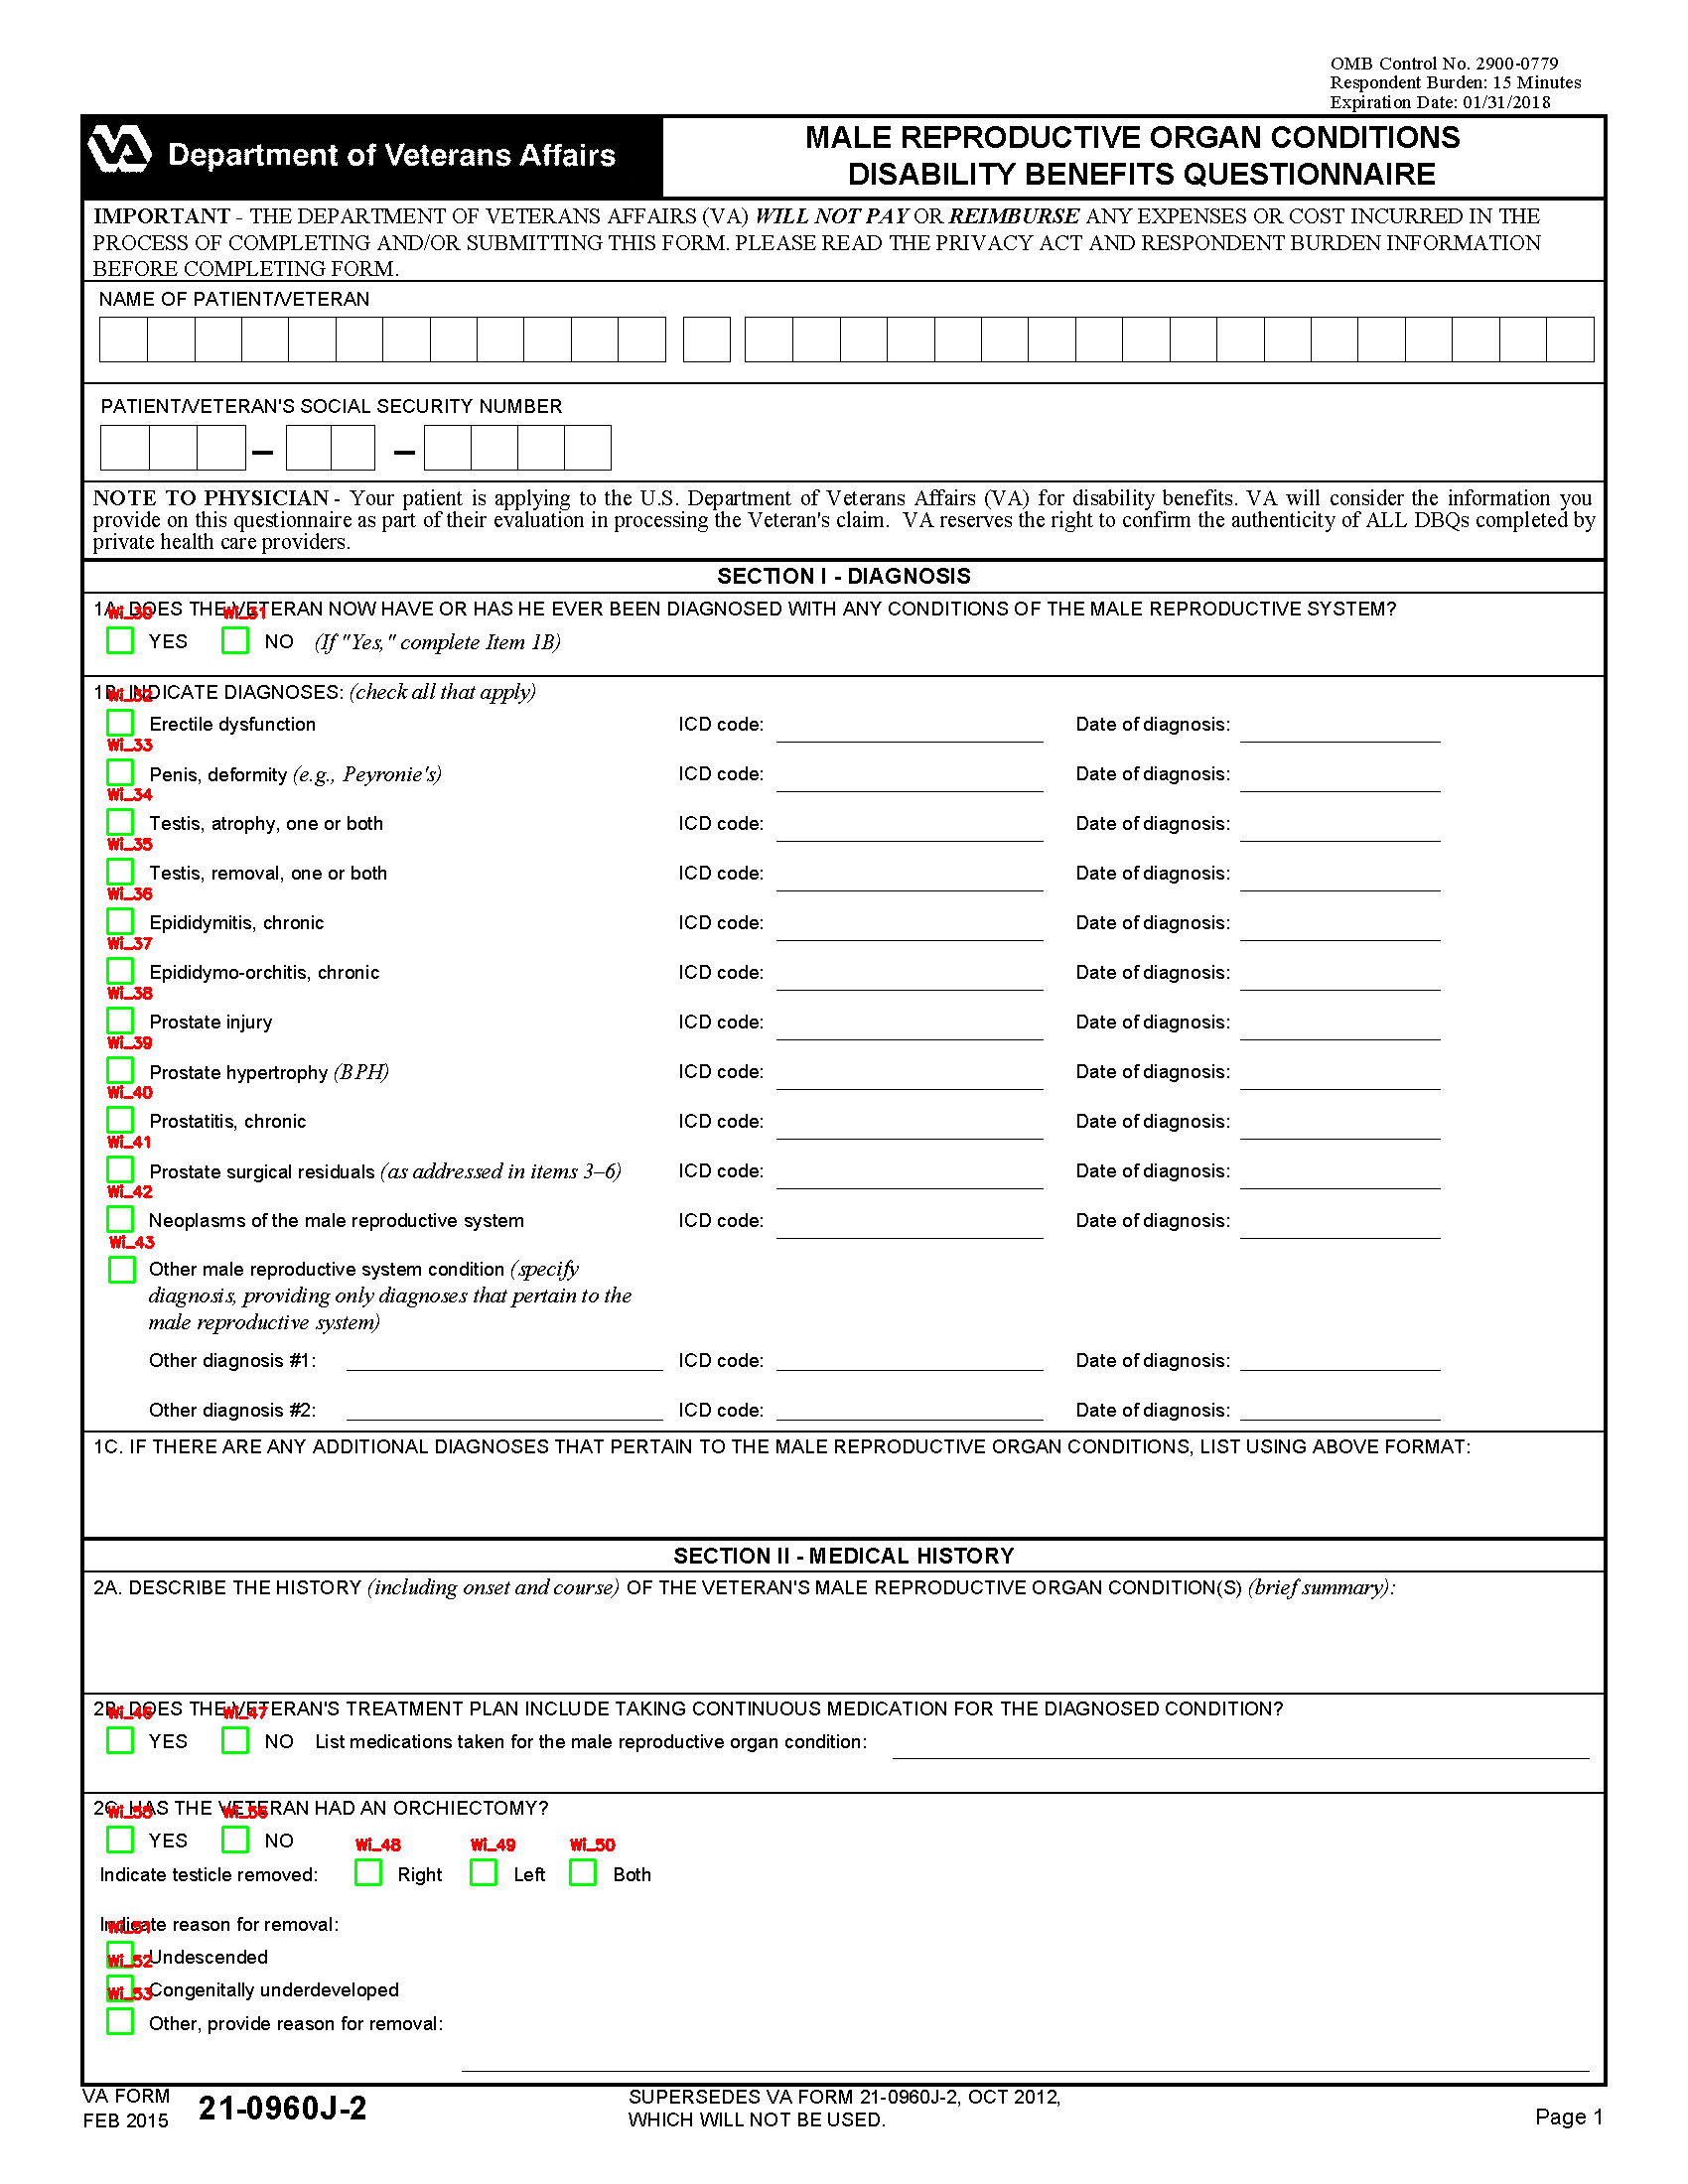 OMB Control No. 2900-0779
Respondent Burden: 15 Minutes
Expiration Date: 01/31/2018
VA Department of Veterans Affairs
MALE REPRODUCTIVE ORGAN CONDITIONS
DISABILITY BENEFITS QUESTIONNAIRE
IMPORTANT - THE DEPARTMENT OF VETERANS AFFAIRS (VA) WILL NOT PAY OR REIMBURSE ANY EXPENSES OR COST INCURRED IN THE
PROCESS OF COMPLETING AND/OR SUBMITTING THIS FORM. PLEASE READ THE PRIVACY ACT AND RESPONDENT BURDEN INFORMATION
BEFORE COMPLETING FORM.
NAME OF PATIENT/VETERAN
PATIENT/VETERAN'S SOCIAL SECURITY NUMBER
NOTE TO PHYSICIAN - Your patient is applying to the U.S. Department of Veterans Affairs (VA) for disability benefits. VA will consider the information you
provide on this questionnaire as part of their evaluation in processing the Veteran's claim. VA reserves the right to confirm the authenticity of ALL DBQs completed by
private health care providers.
SECTION I - DIAGNOSIS
1A. DOES THE VETERAN NOW HAVE OR HAS HE EVER BEEN DIAGNOSED WITH ANY CONDITIONS OF THE MALE REPRODUCTIVE SYSTEM?
Wi_30 Wi_31
YES NO (If "Yes," complete Item 1B)
1B. INDICATE DIAGNOSES: (check all that apply)
Wi_32
Erectile dysfunction ICD code: Date of diagnosis:
Wi_33
Penis, deformity (e.g., Peyronie's) ICD code: Date of diagnosis:
Wi_34
Testis, atrophy, one or both ICD code: Date of diagnosis:
Wi_35
Testis, removal, one or both ICD code: Date of diagnosis:
Wi_36
Epididymitis, chronic ICD code: Date of diagnosis:
Wi_37
Epididymo-orchitis, chronic ICD code: Date of diagnosis:
Wi_38
Prostate injury ICD code: Date of diagnosis:
Wi_39
Prostate hypertrophy (BPH) ICD code: Date of diagnosis:
Wi_40
Prostatitis, chronic ICD code: Date of diagnosis:
Wi_41
Prostate surgical residuals (as addressed in items 3–6) ICD code: Date of diagnosis:
Wi_42
Neoplasms of the male reproductive system ICD code: Date of diagnosis:
Wi_43
Other male reproductive system condition (specify
diagnosis, providing only diagnoses that pertain to the
male reproductive system)
Other diagnosis #1: ICD code: Date of diagnosis:
Other diagnosis #2: ICD code: Date of diagnosis:
1C. IF THERE ARE ANY ADDITIONAL DIAGNOSES THAT PERTAIN TO THE MALE REPRODUCTIVE ORGAN CONDITIONS, LIST USING ABOVE FORMAT:
SECTION II - MEDICAL HISTORY
2A. DESCRIBE THE HISTORY (including onset and course) OF THE VETERAN'S MALE REPRODUCTIVE ORGAN CONDITION(S) (brief summary):
2B. DOES THE VETERAN'S TREATMENT PLAN INCLUDE TAKING CONTINUOUS MEDICATION FOR THE DIAGNOSED CONDITION?
Wi_46 Wi_47
YES NO List medications taken for the male reproductive organ condition:
2C. HAS THE VETERAN HAD AN ORCHIECTOMY?
Wi_55 Wi_56
YES NO
Wi_48 Wi_49 Wi_50
Indicate testicle removed: Right Left Both
Indicate reason for removal:
Wi_51
Undescended
Wi_52
Congenitally underdeveloped
Wi_53
Other, provide reason for removal:
VA FORM
FEB 2015
21-0960J-2
SUPERSEDES VA FORM 21-0960J-2, OCT 2012,
WHICH WILL NOT BE USED.
Page 1